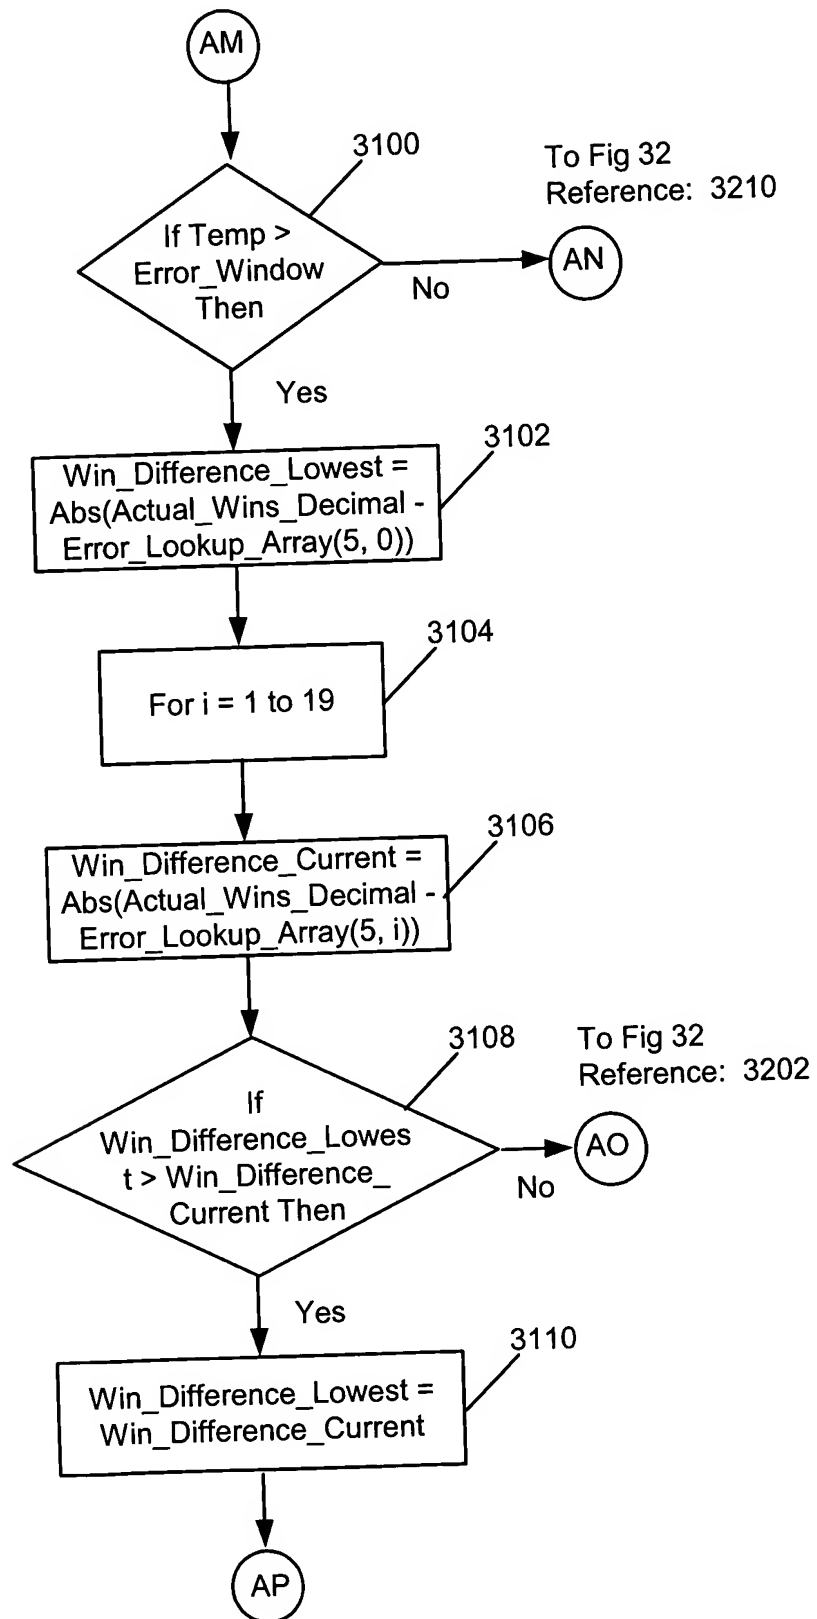 AM
3100
To Fig 32
Reference: 3210
If Temp >
Error_Window
Then
AN
No
Yes
3102
Win_Difference_Lowest =
Abs(Actual_Wins_Decimal -
Error_Lookup_Array(5, 0))
3104
For i = 1 to 19
3106
Win_Difference_Current =
Abs(Actual_Wins_Decimal -
Error_Lookup_Array(5, i))
3108
To Fig 32
Reference: 3202
If
Win_Difference_Lowes
t > Win_Difference_
Current Then
AO
No
Yes
3110
Win_Difference_Lowest =
Win_Difference_Current
AP